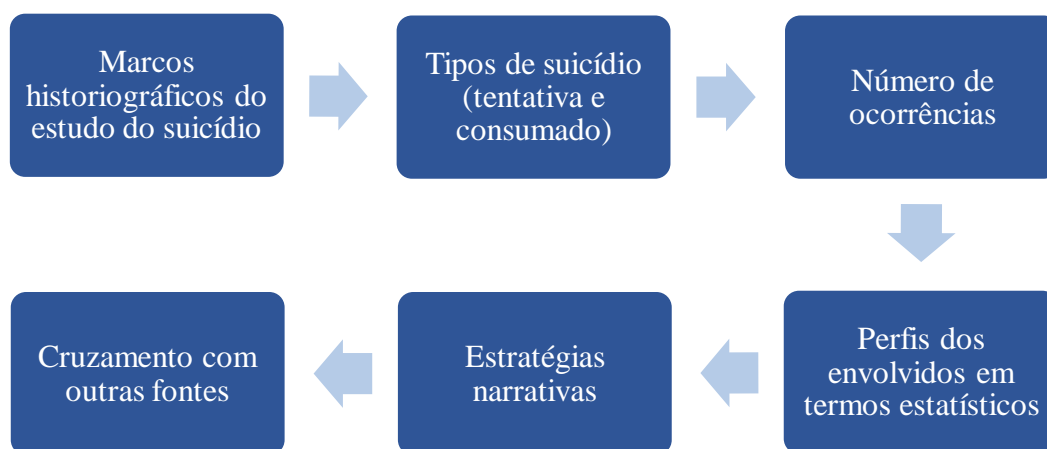 Marcos
historiográficos do
estudo do suicídio
Tipos de suicídio
(tentativa e
consumado)
Número de
ocorrências
Perfis dos
envolvidos em
termos estatísticos
Estratégias
narrativas
Cruzamento com
outras fontes